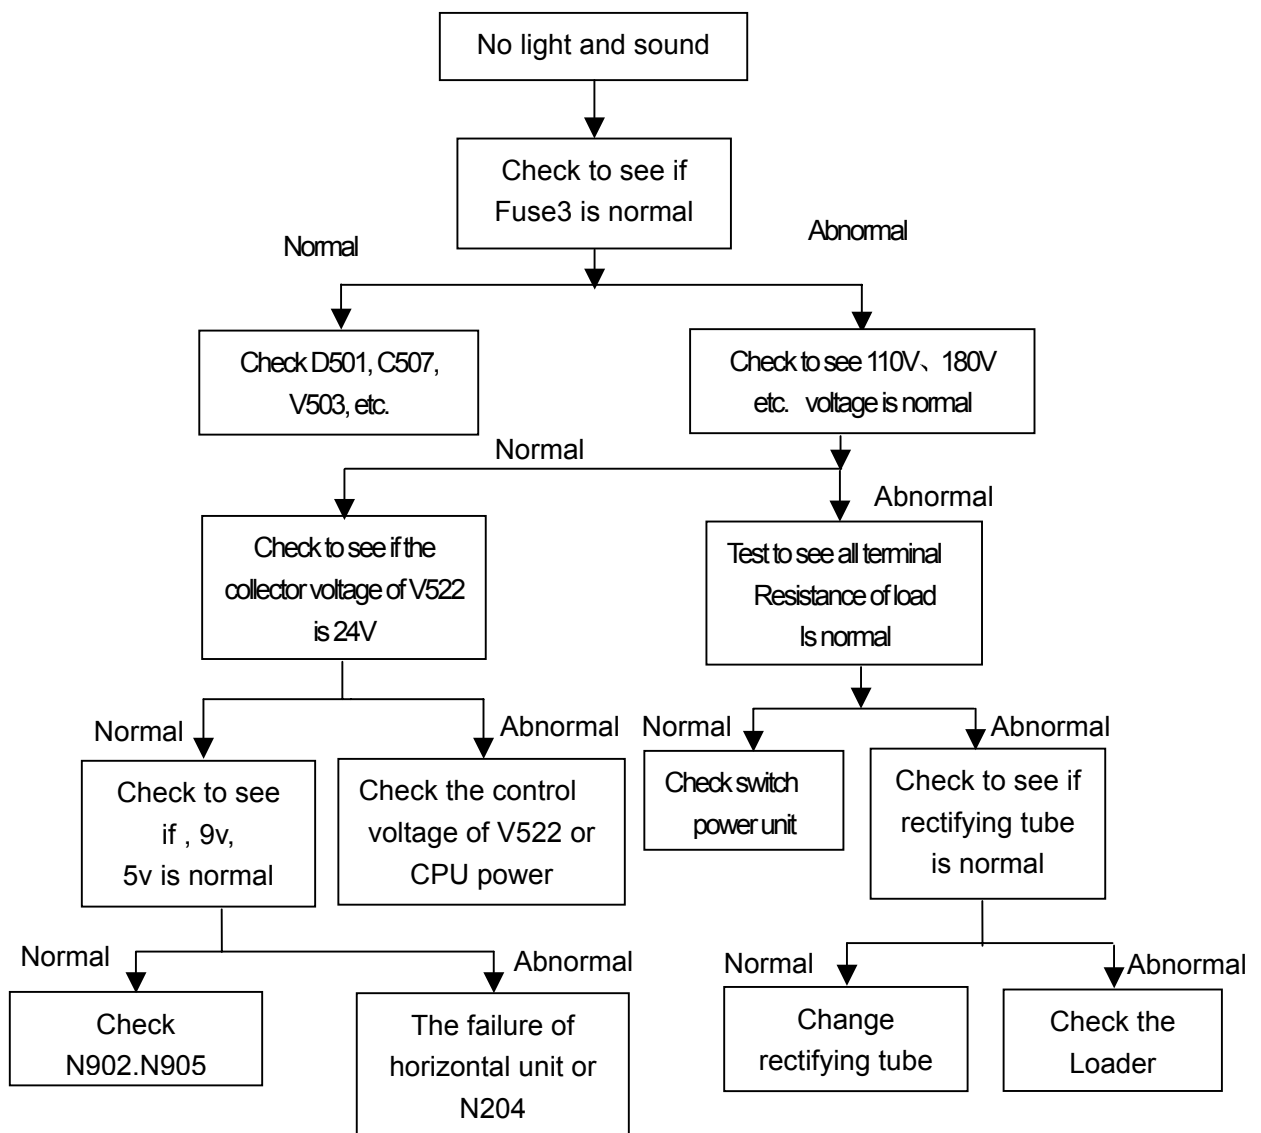 No light and sound
Check to see if
Fuse3 is normal
Normal
Abnormal
Check D501, C507,
V503, etc.
Check to see 110V、180V
etc. voltage is normal
Normal
Abnormal
Check to see if the
collector voltage of V522
is 24V
Test to see all terminal
Resistance of load
Is normal
Normal
Abnormal
Normal
Abnormal
Check to see
if , 9v,
5v is normal
Check the control
voltage of V522 or
CPU power
Check switch
power unit
Check to see if
rectifying tube
is normal
Normal
Abnormal
Normal
Abnormal
Check
N902.N905
The failure of
horizontal unit or
N204
Change
rectifying tube
Check the
Loader